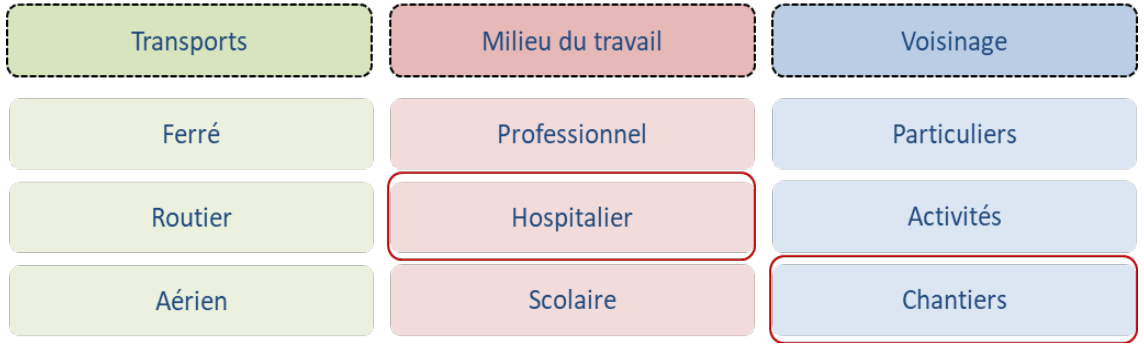 Transports
Milieu du travail
Voisinage
Ferré
Professionnel
Particuliers
Routier
Hospitalier
Activités
Aérien
Scolaire
Chantiers